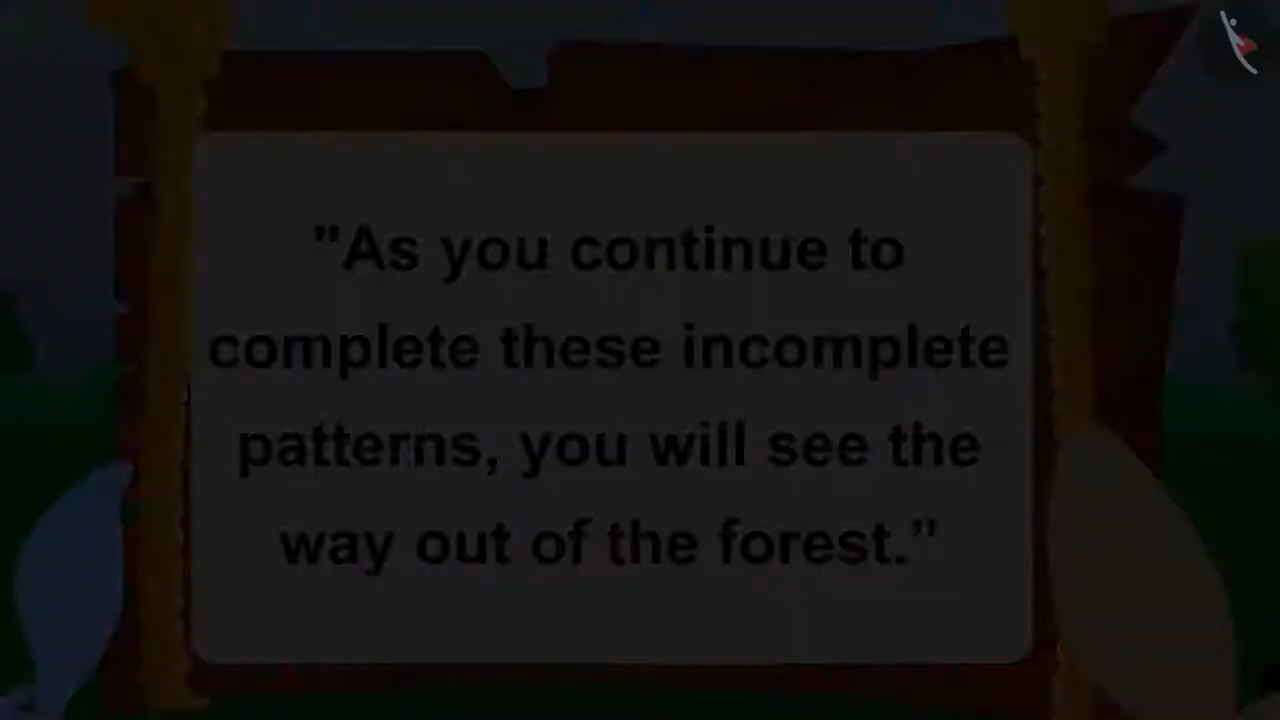 "As you continue to
complete these incomplete
patterns, you will see the
way out of the forest.”